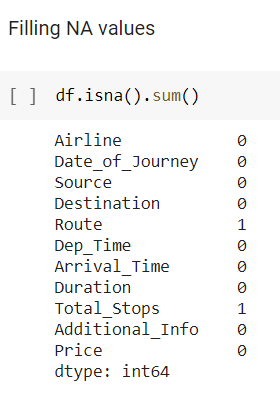 Filling NA values
[ ] df.isna().sum()
Airline 0
Date_of_Journey 0
Source 0
Destination 0
Route 1
Dep_Time 0
Arrival_Time 0
Duration 0
Total_Stops 1
Additional_Info 0
Price 0
dtype: int64